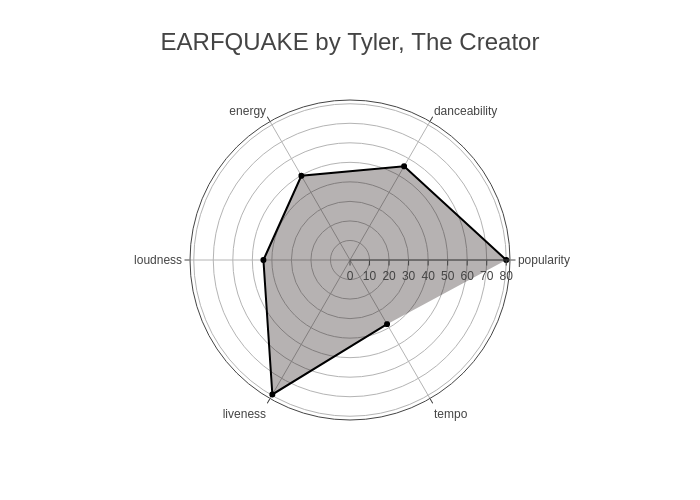 EARFQUAKE by Tyler, The Creator
energy
danceability
loudness
popularity
0 10 20 30 40 50 60 70 80
liveness
tempo